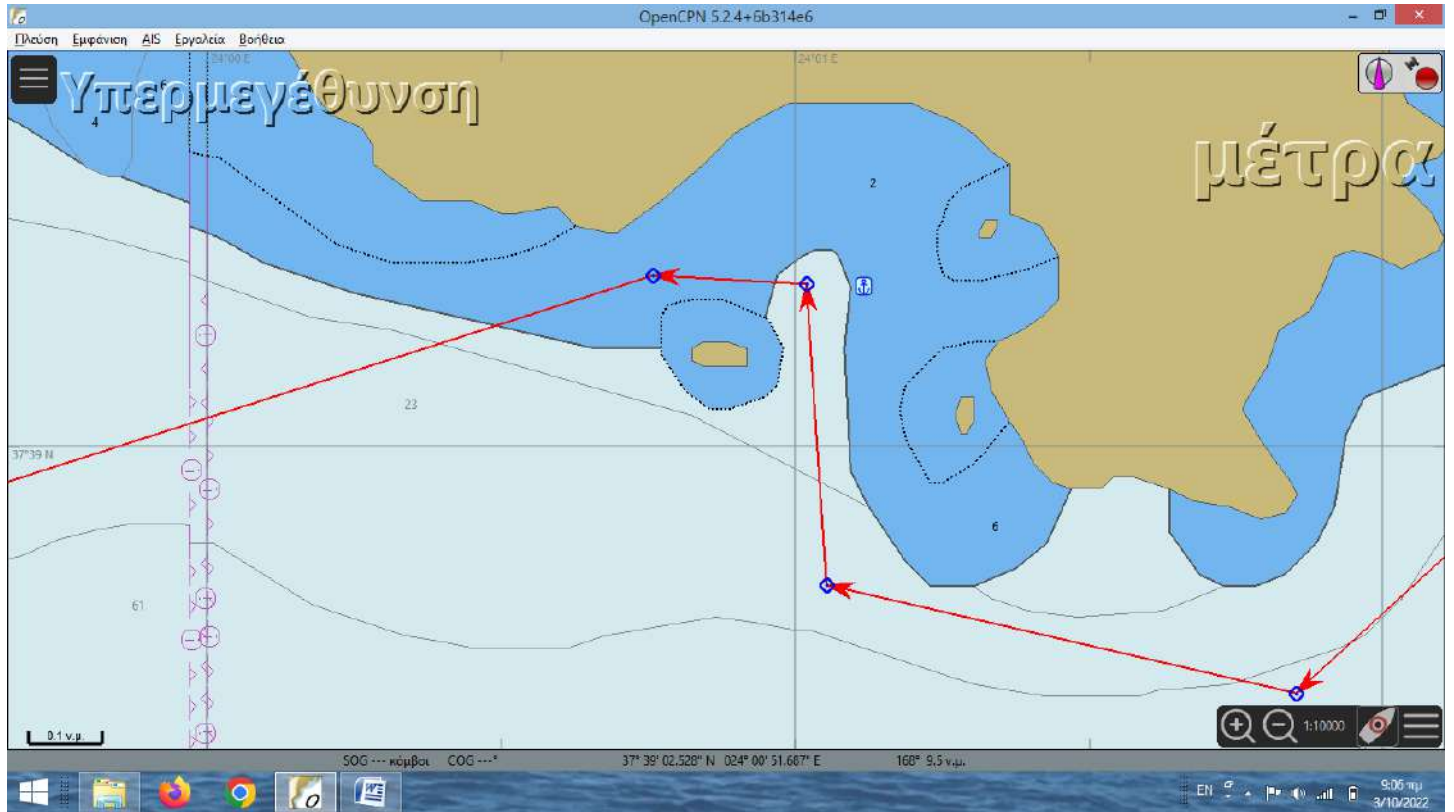 OpenCPN 5.2.4+6b314e6
Πλεύση Εμφάνιση AIS Εργαλεία Βοήθεια
24°00 E
24°01 E
Υπερμεγέθυνση
6
4
μέτρα
2
23
37°39 N
6
61
0.1 ν.μ.
1:10000
SOG --- κόμβοι COG ---° 37° 39' 02.528" N 024° 00' 51.667" E 168° 9.5 ν.μ.
EN
9:06 πμ
3/10/2022